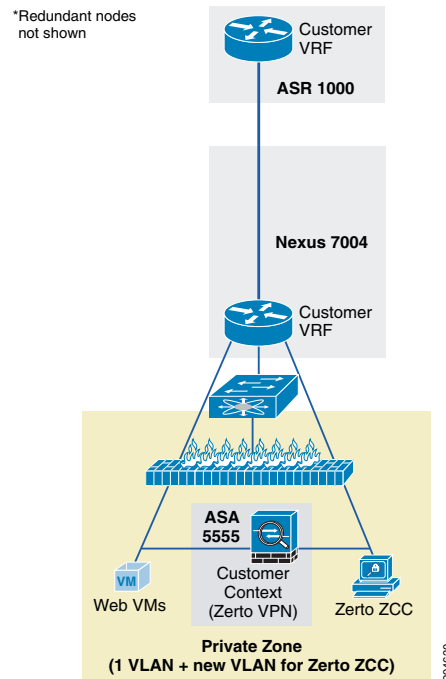 *Redundant nodes
not shown
Customer
VRF
ASR 1000
Nexus 7004
Customer
VRF
ASA
5555
VM
Web VMs
Customer
Context
(Zerto VPN)
Zerto ZCC
Private Zone
(1 VLAN + new VLAN for Zerto ZCC)